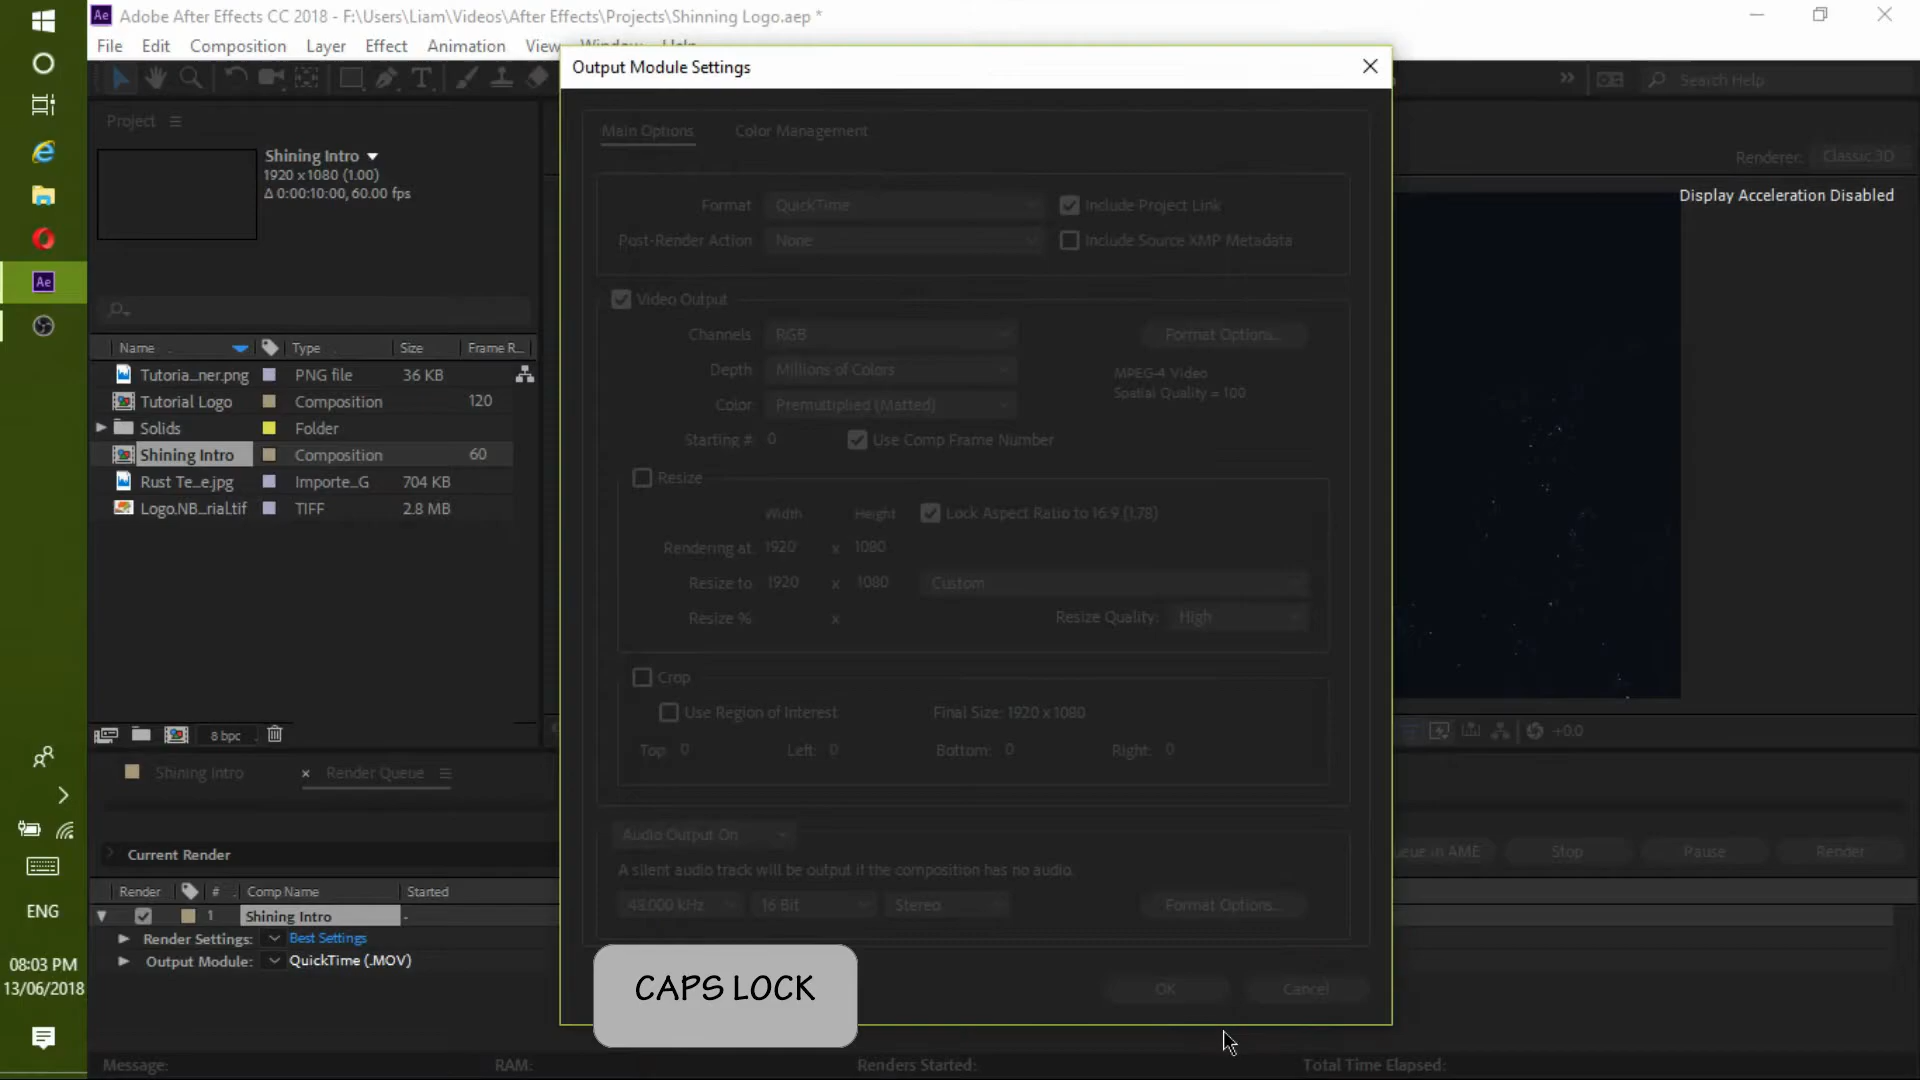 Adobe After Effects CC 2018 - F:\Users\Liam\Videos\After Effects\Projects\Shinning Logo.aep *
File Edit Composition Layer Effect Animation View
Output Module Settings
Search Help
Project
Main Options Color Management
Shining Intro
1920 x 1080 (1.00)
Δ 0:00:10:00, 60.00 fps
Renderer: Classic 3D
Display Acceleration Disabled
Format QuickTime Include Project Link
Post-Render Action None Include Source XMP Metadata
Video Output
Channels RGB Format Options...
Depth Millions of Colors
MPEG-4 Video
Spatial Quality = 100
Color: Premultiplied (Matted)
Starting # 0 Use Comp Frame Number
Name Type Size Frame R...
Tutoria_ner.png PNG file 36 KB
Tutorial Logo Composition 120
Solids Folder
Shining Intro Composition 60
Rust Te_e.jpg Importe_G 704 KB
Logo.NB_rial.tif TIFF 2.8 MB
Resize
Width Height Lock Aspect Ratio to 16:9 (1.78)
Rendering at: 1920 x 1080
Resize to 1920 x 1080 Custom
Resize % x Resize Quality: High
Crop
Use Region of Interest Final Size: 1920 x 1080
Top: 0 Left: 0 Bottom: 0 Right: 0
8 bpc
+0.0
Shining Intro × Render Queue
Audio Output On
A silent audio track will be output if the composition has no audio.
48.000 kHz 16 Bit Stereo Format Options...
OK Cancel
Current Render
ueue in AME Stop Pause Render
Render # Comp Name Started
1 Shining Intro -
Render Settings: Best Settings
Output Module: QuickTime (.MOV)
CAPS LOCK
Message: RAM: Renders Started: Total Time Elapsed:
Ae
Ae
ENG
08:03 PM
13/06/2018